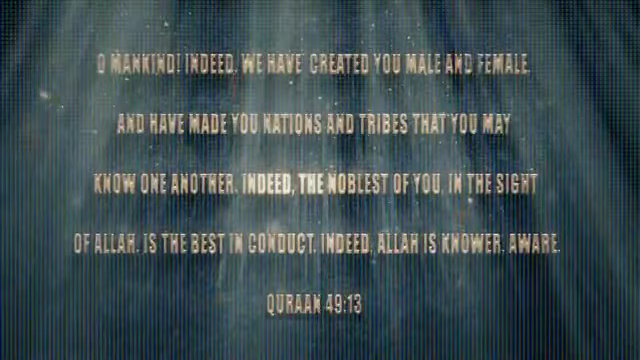 O MANKIND! INDEED, WE HAVE CREATED YOU MALE AND FEMALE,
AND HAVE MADE YOU NATIONS AND TRIBES THAT YOU MAY
KNOW ONE ANOTHER. INDEED, THE NOBLEST OF YOU, IN THE SIGHT
OF ALLAH, IS THE BEST IN CONDUCT. INDEED, ALLAH IS KNOWER, AWARE.
QURAAN 49:13